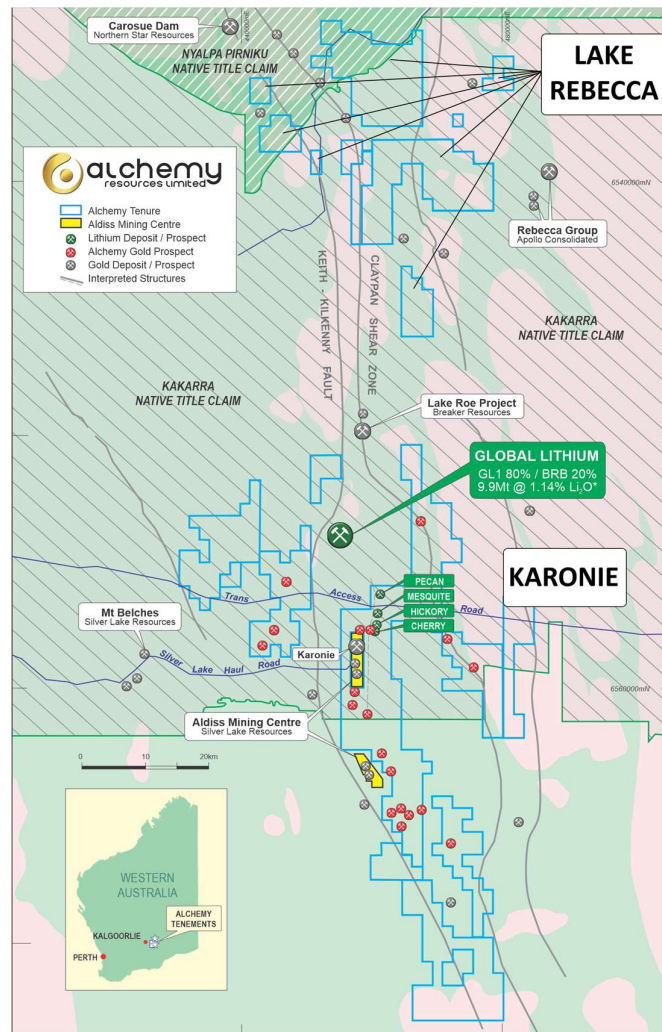 Carosue Dam
Northern Star Resources
NYALPA PIRNIKU
NATIVE TITLE CLAIM
LAKE
REBECCA
alchemy
resources limited
Alchemy Tenure
Aldiss Mining Centre
Lithium Deposit / Prospect
Alchemy Gold Prospect
Gold Deposit / Prospect
Interpreted Structures
6540000mN
Rebecca Group
Apollo Consolidated
KEITH - KILKENNY FAULT
CLAYPAN SHEAR ZONE
KAKARRA
NATIVE TITLE CLAIM
KAKARRA
NATIVE TITLE CLAIM
Lake Roe Project
Breaker Resources
GLOBAL LITHIUM
GL1 80% / BRB 20%
9.9Mt @ 1.14% Li₂O*
KARONIE
PECAN
MESQUITE
HICKORY
CHERRY
Trans Access Road
Mt Belches
Silver Lake Resources
Silver Lake Haul Road
Karonie
6560000mN
Aldiss Mining Centre
Silver Lake Resources
0 10 20km
WESTERN
AUSTRALIA
ALCHEMY
TENEMENTS
KALGOORLIE
PERTH